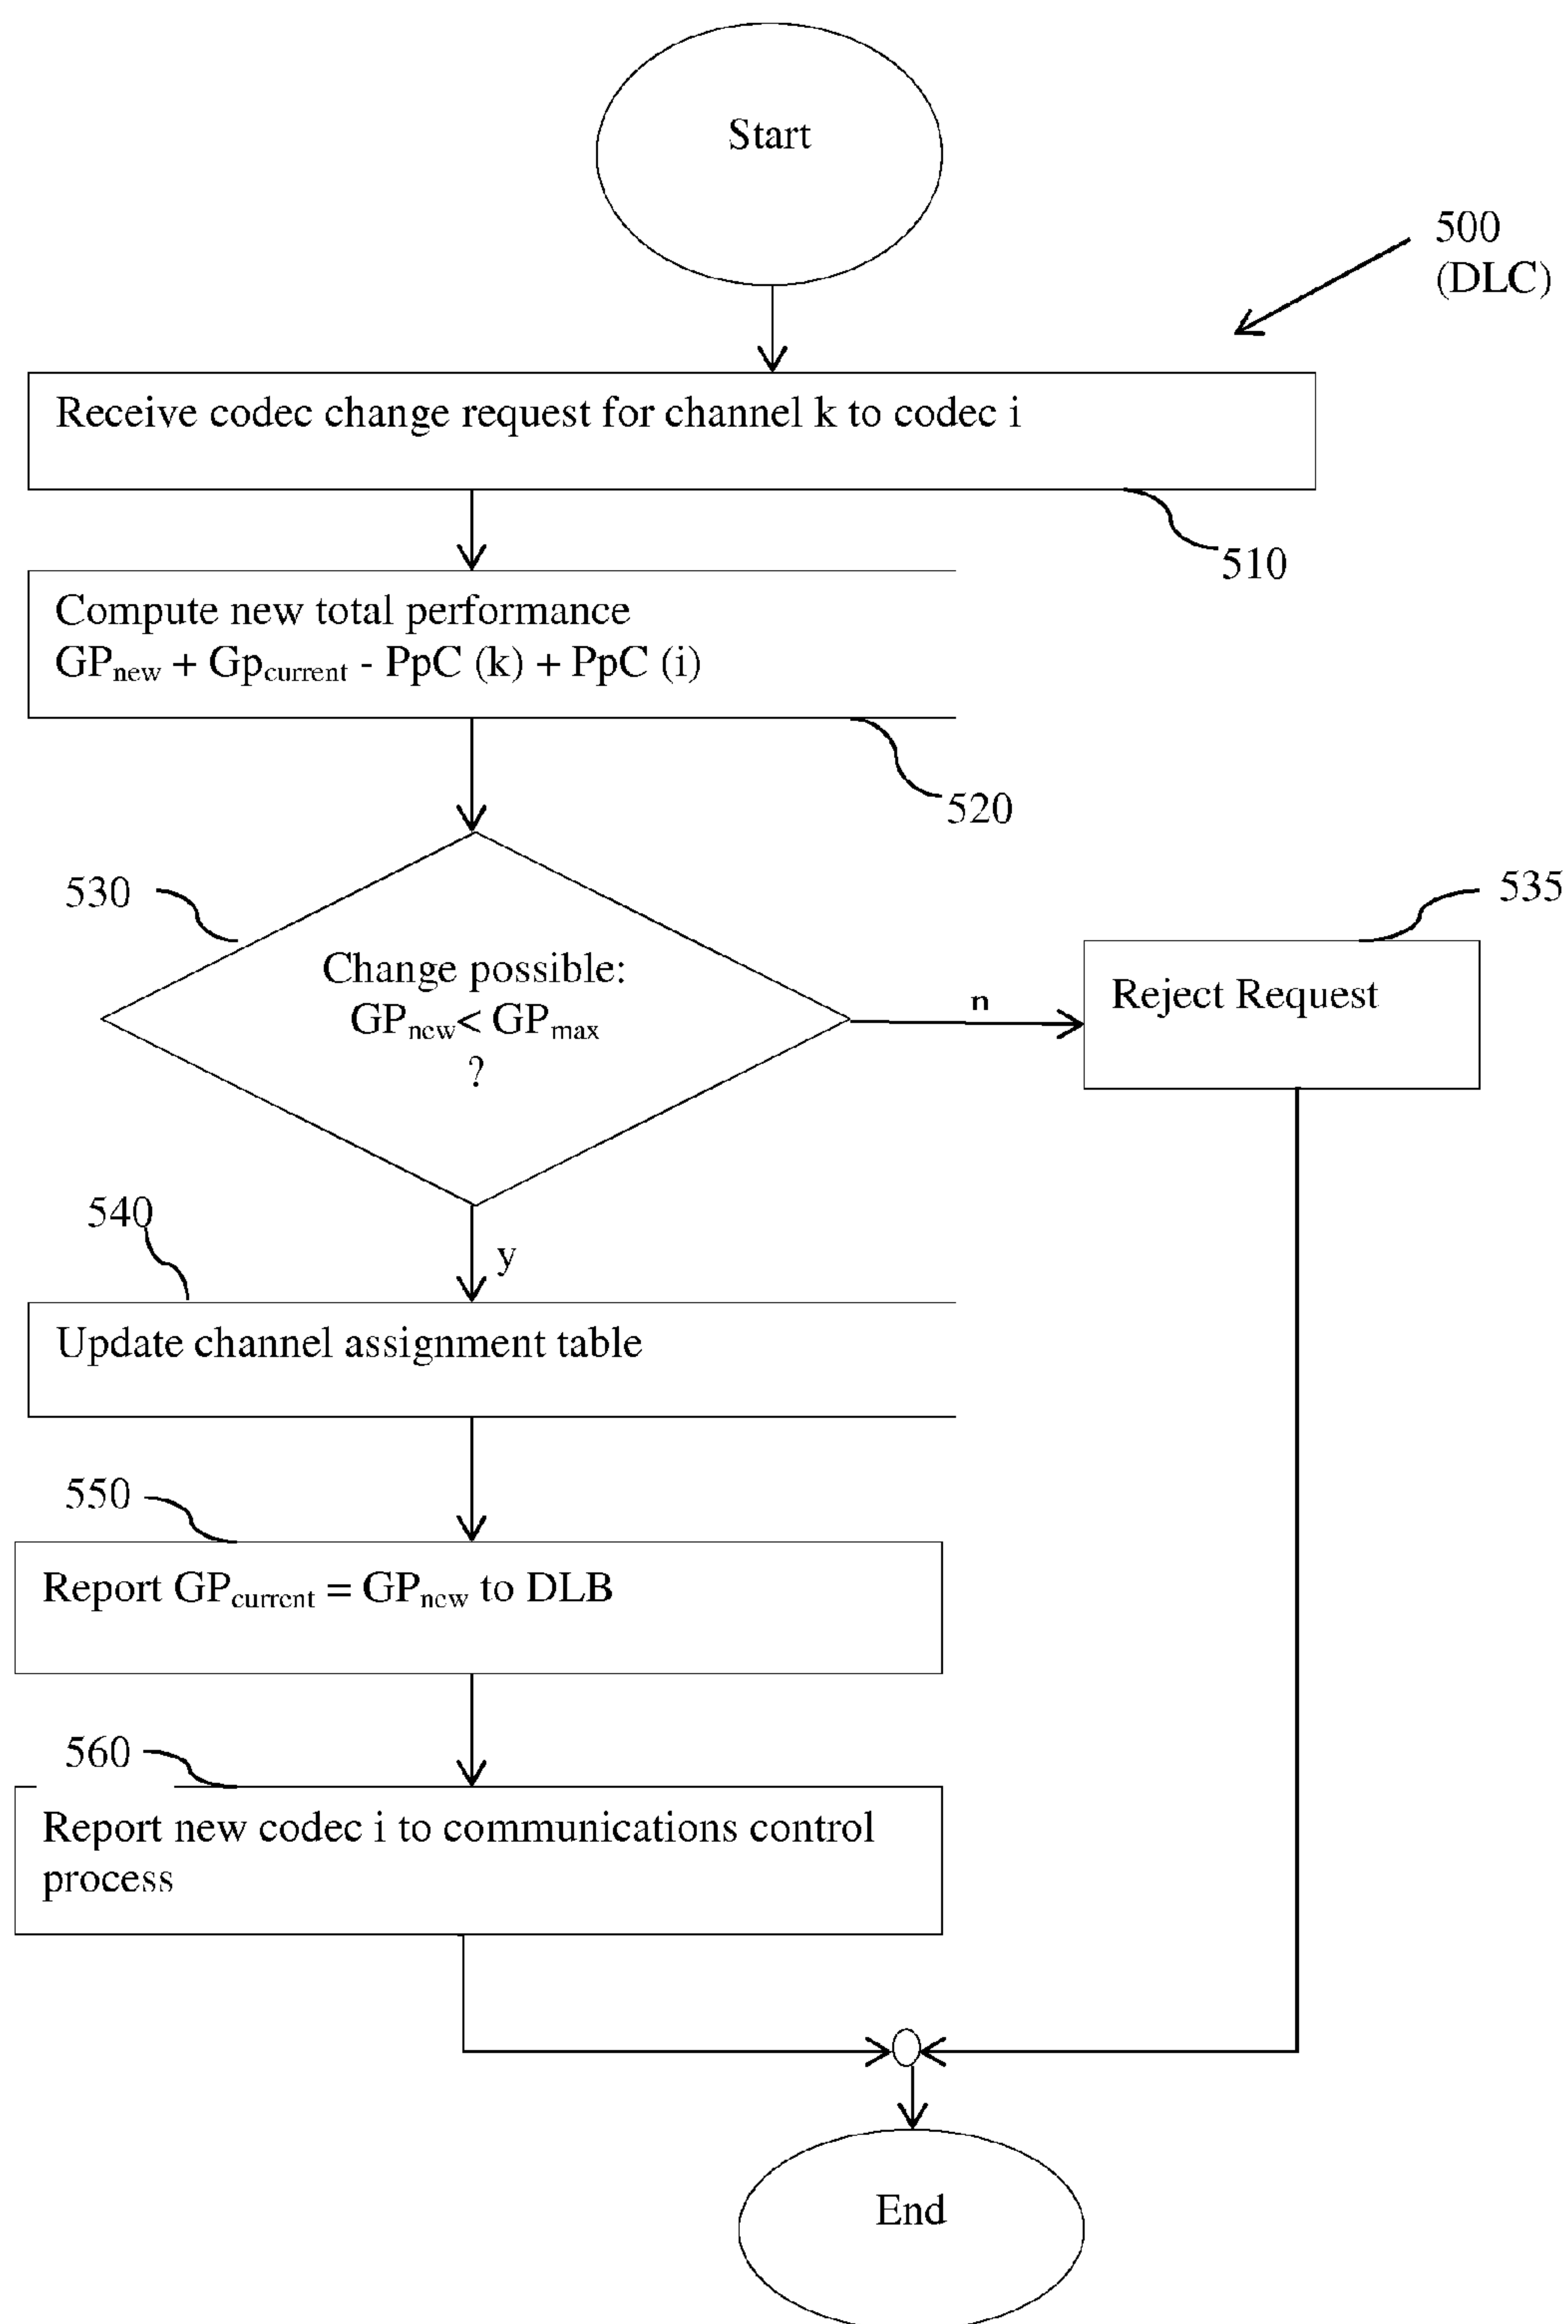 Start
500
(DLC)
Receive codec change request for channel k to codec i
510
Compute new total performance
GPnew + Gpcurrent - PpC (k) + PpC (i)
520
530
535
Change possible:
GPnew< GPmax
?
n
Reject Request
540
y
Update channel assignment table
550
Report GPcurrent = GPnew to DLB
560
Report new codec i to communications control
process
End